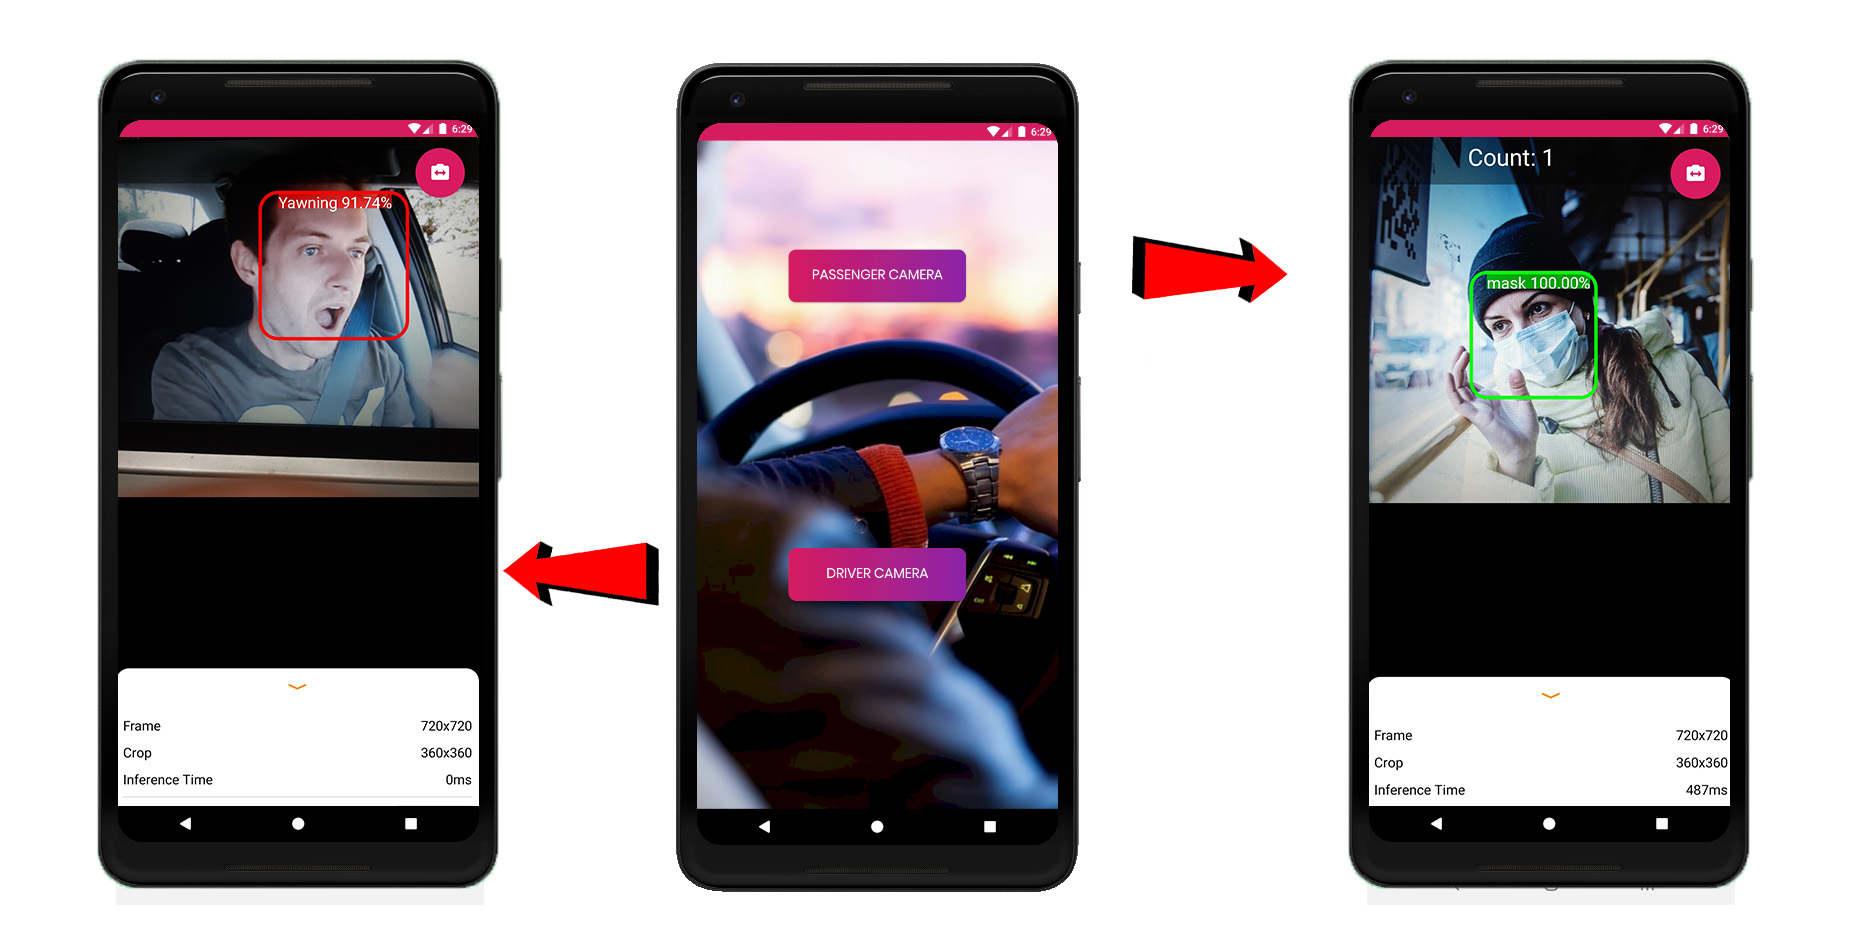 6:29
Yawning 91.74%
Frame 720x720
Crop 360x360
Inference Time 0ms
6:29
PASSENGER CAMERA
DRIVER CAMERA
6:29
Count: 1
mask 100.00%
Frame 720x720
Crop 360x360
Inference Time 487ms